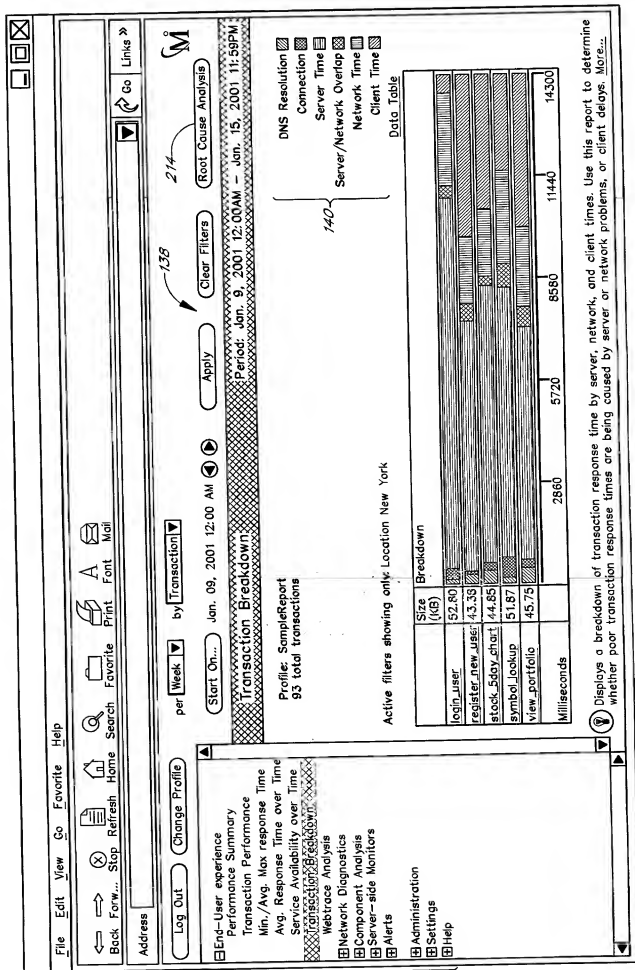 File Edit View Go Favorite Help
Back Forw... Stop Refresh Home Search Favorite Print Font Mail
Address
Go Links »
Log Out
Change Profile
per Week by Transaction
138
214
Start On... Jan. 09, 2001 12:00 AM
Apply
Clear Filters
Root Cause Analysis
M
End-User experience
Performance Summary
Transaction Performance
Min./Avg. Max response Time
Avg. Response Time over Time
Service Availability over Time
Transaction Breakdown
Webtrace Analysis
Network Diagnostics
Component Analysis
Server-side Monitors
Alerts
Administration
Settings
Help
Transaction Breakdown
Period: Jan. 9, 2001 12:00AM - Jan. 15, 2001 11:59PM
Profile: SampleReport
93 total transactions
Active filters showing only: Location New York
140
DNS Resolution
Connection
Server Time
Server/Network Overlap
Network Time
Client Time
Data Table
Size (KB) Breakdown
login_user 52.80
register_new_user 43.38
stock_5day_chart 44.85
symbol_lookup 51.87
view_portfolio 45.75
Milliseconds 2860 5720 8580 11440 14300
Displays a breakdown of transaction response time by server, network, and client times. Use this report to determine
whether poor transaction response times are being caused by server or network problems, or client delays. More...